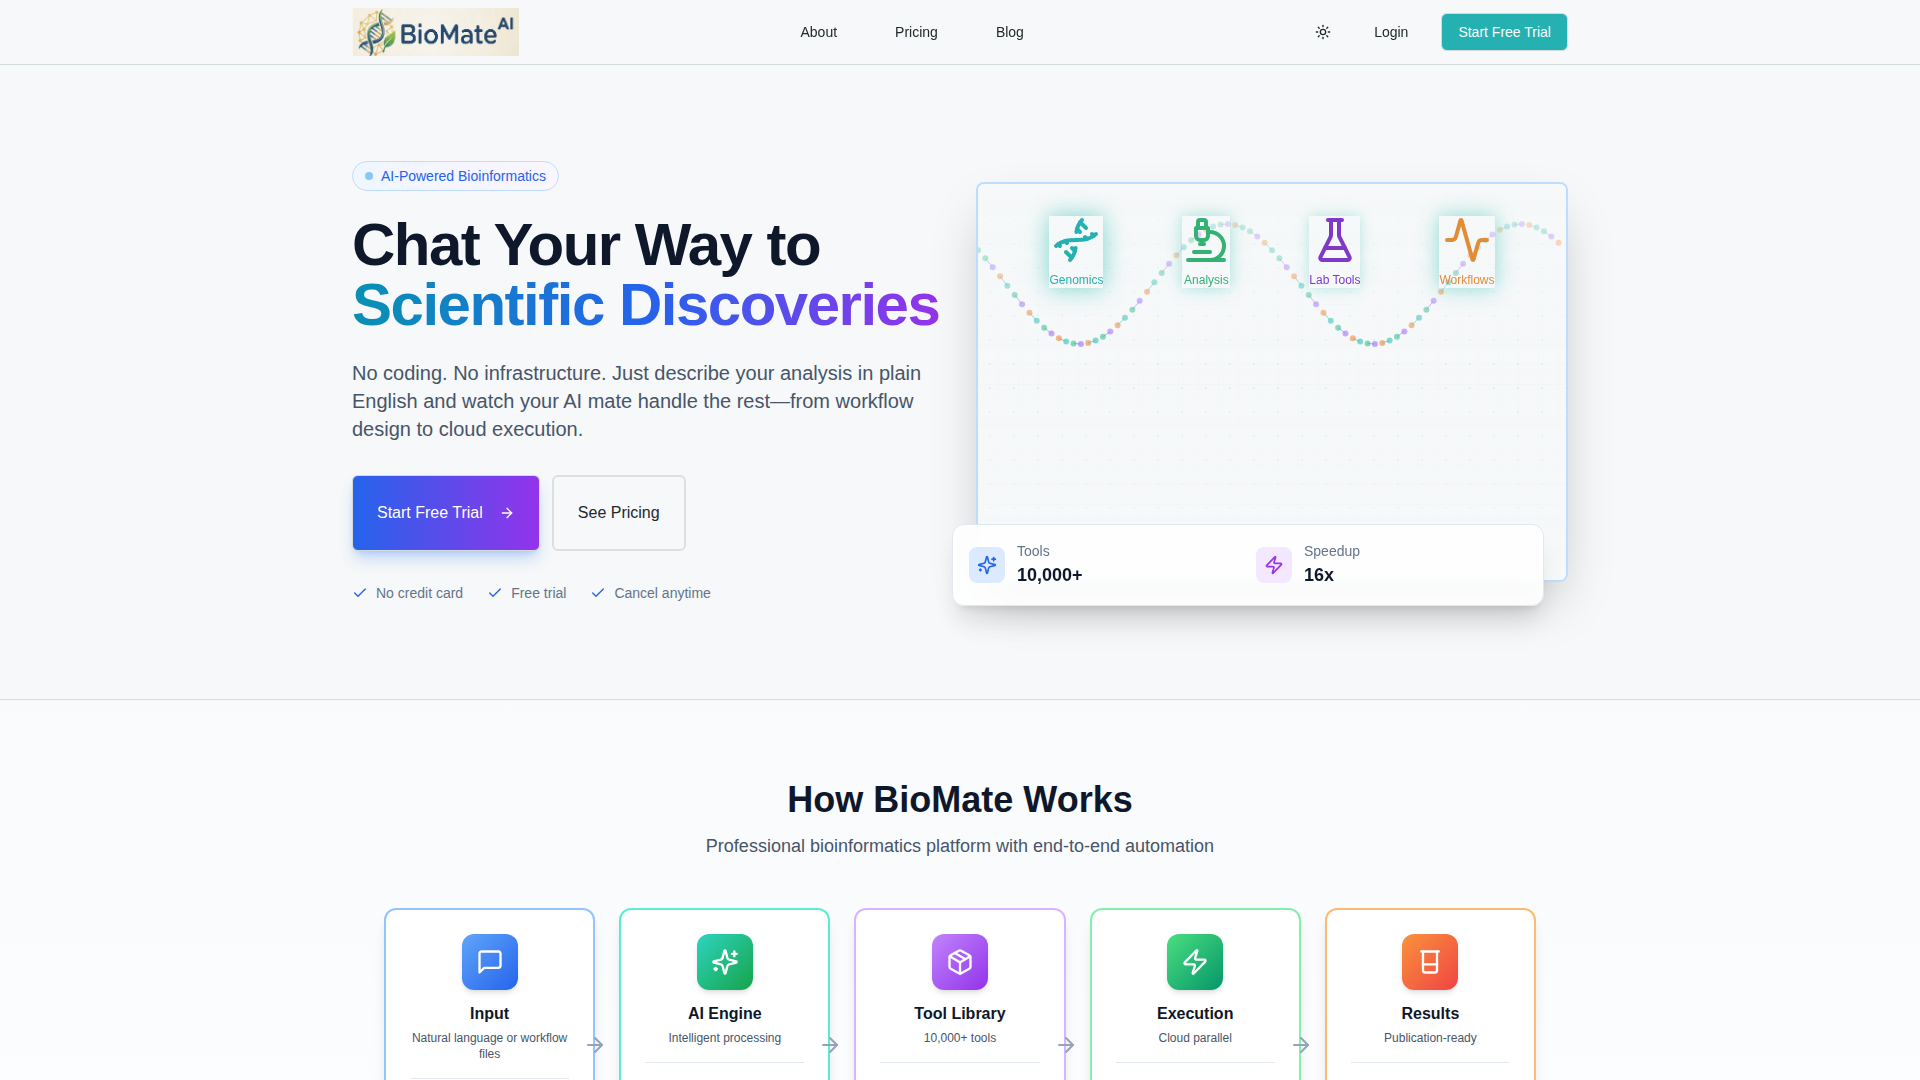 BioMate AI
About
Pricing
Blog
Login
Start Free Trial
AI-Powered Bioinformatics
Chat Your Way to
Scientific Discoveries
No coding. No infrastructure. Just describe your analysis in plain
English and watch your AI mate handle the rest—from workflow
design to cloud execution.
Start Free Trial
See Pricing
No credit card
Free trial
Cancel anytime
Genomics
Analysis
Lab Tools
Workflows
Tools
10,000+
Speedup
16x
How BioMate Works
Professional bioinformatics platform with end-to-end automation
Input
Natural language or workflow
files
AI Engine
Intelligent processing
Tool Library
10,000+ tools
Execution
Cloud parallel
Results
Publication-ready